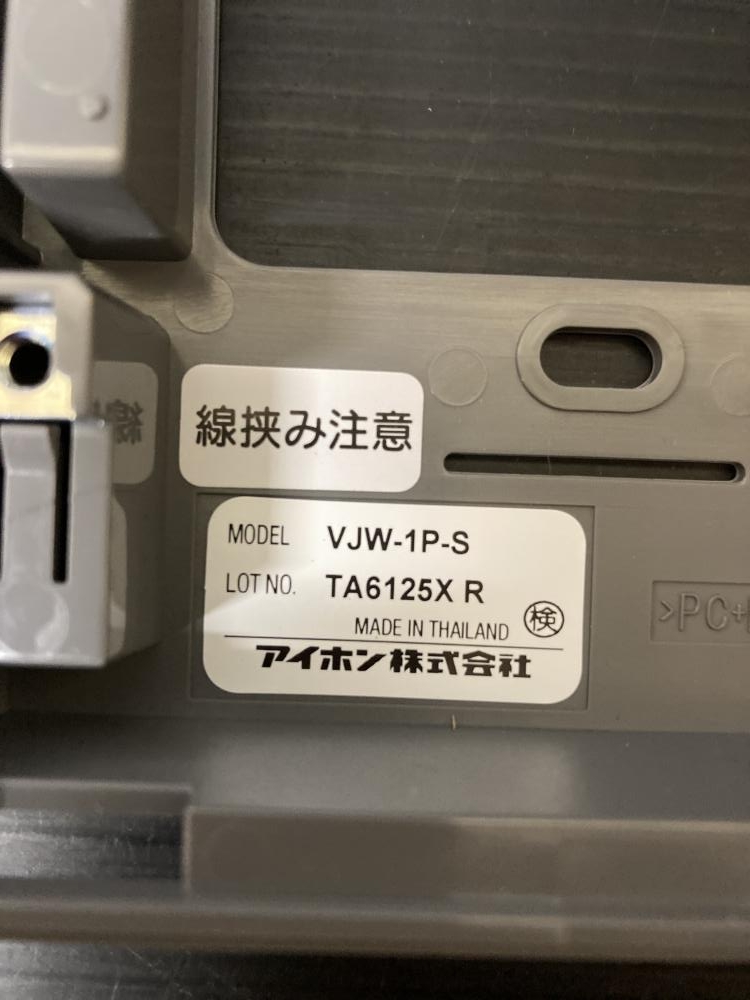 線挟み注意
MODEL VJW-1P-S
LOT NO. TA6125X R
MADE IN THAILAND 検
アイホン株式会社
>PC+